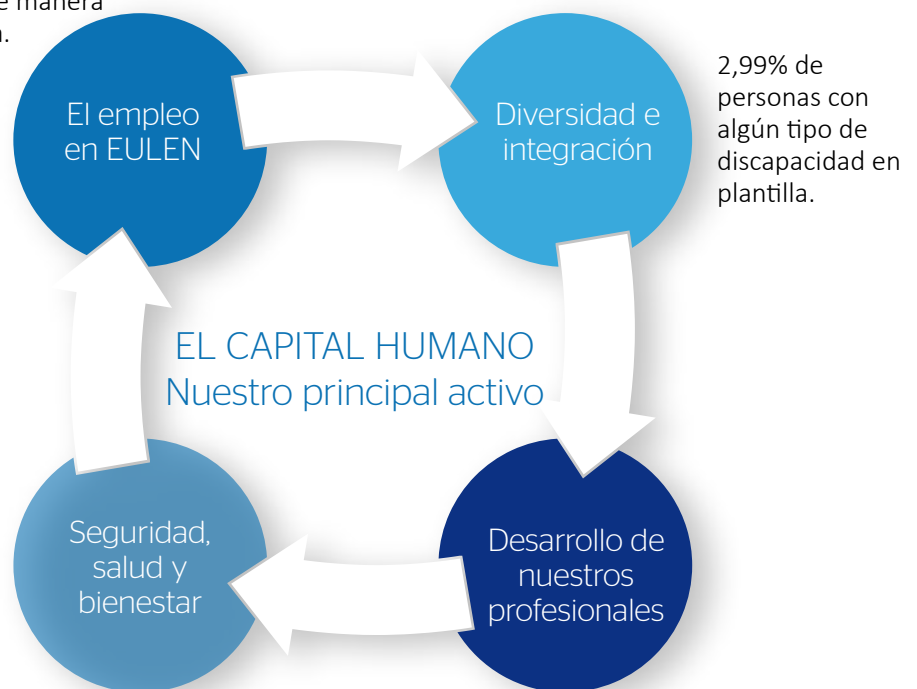 manera
El empleo
en EULEN
Diversidad e
integración
2,99% de
personas con
algún tipo de
discapacidad en
plantilla.
EL CAPITAL HUMANO
Nuestro principal activo
Seguridad,
salud y
bienestar
Desarrollo de
nuestros
profesionales